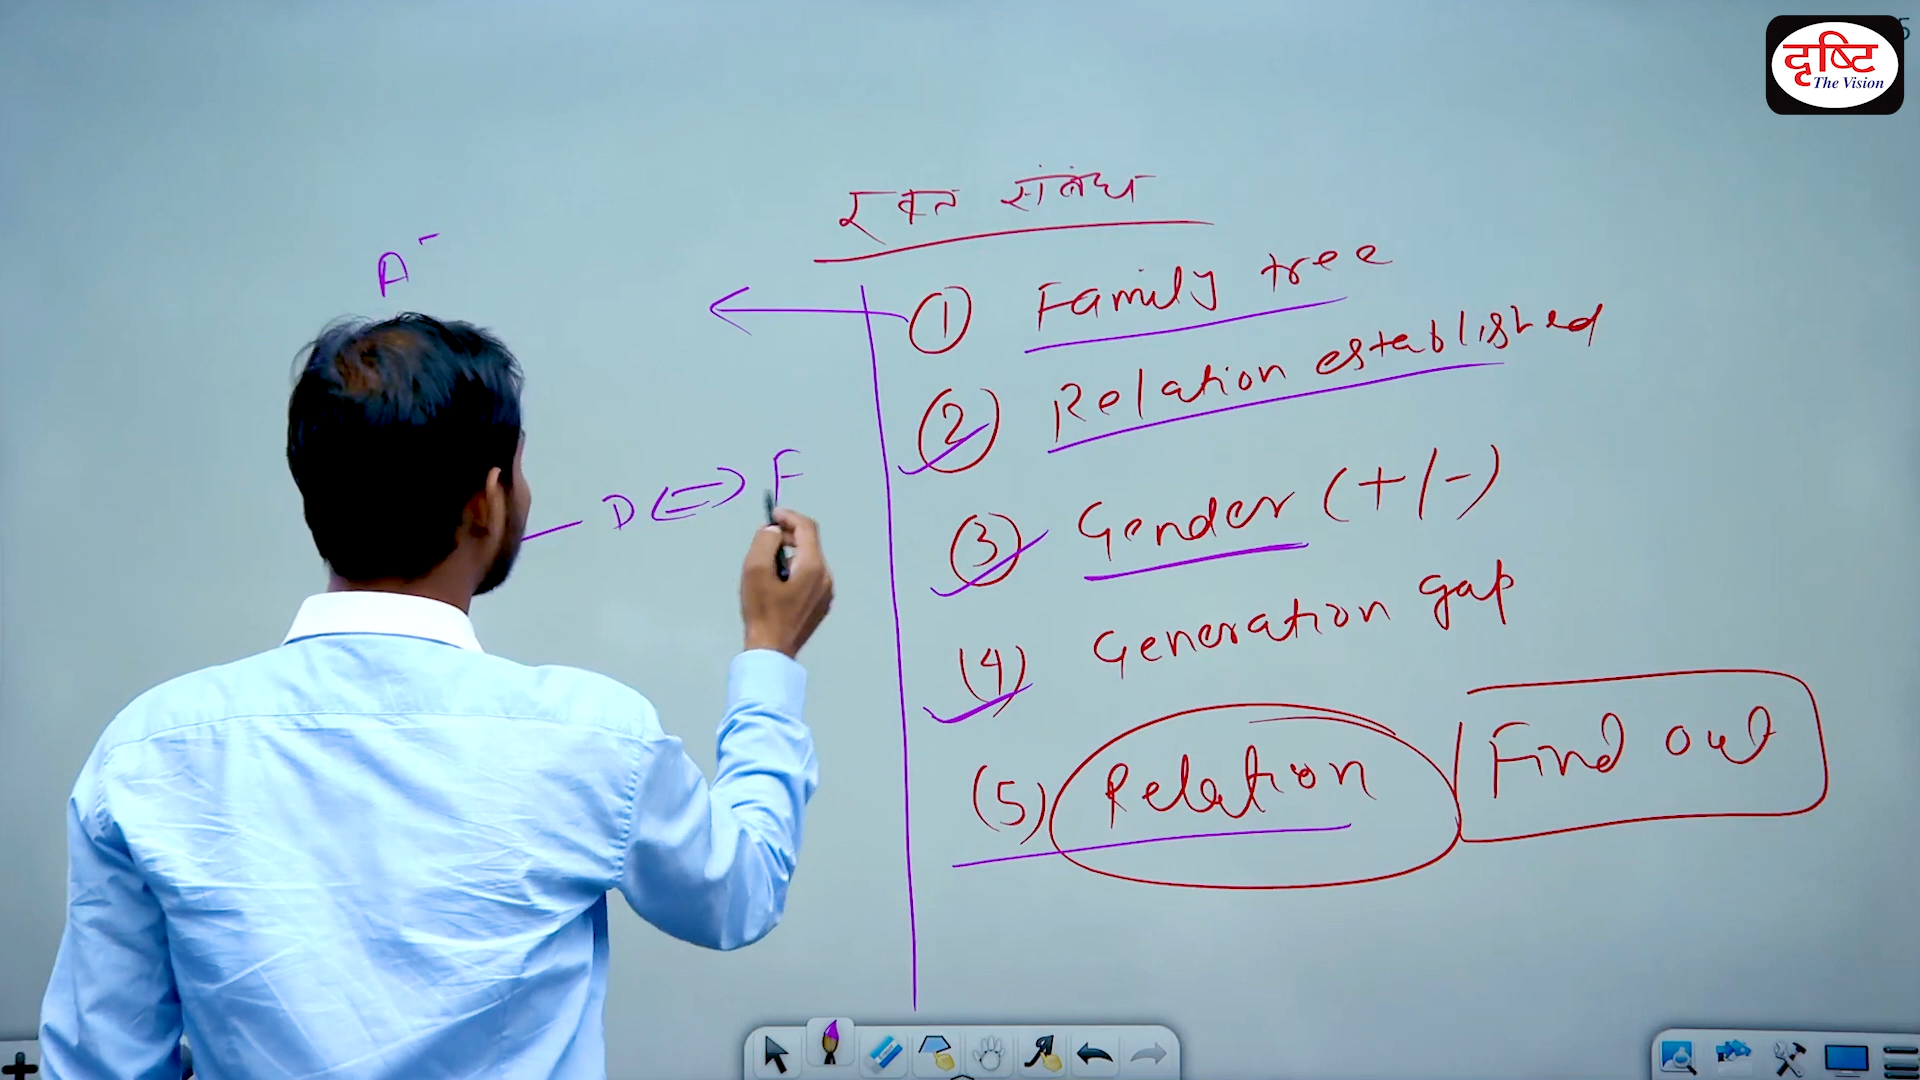 दृष्टि
The Vision
रक्त संबंध
A-
① Family tree
(2) Relation established
D (=) F
(3) Gender (+/-)
(4) Generation gap
(5) Relation Find out